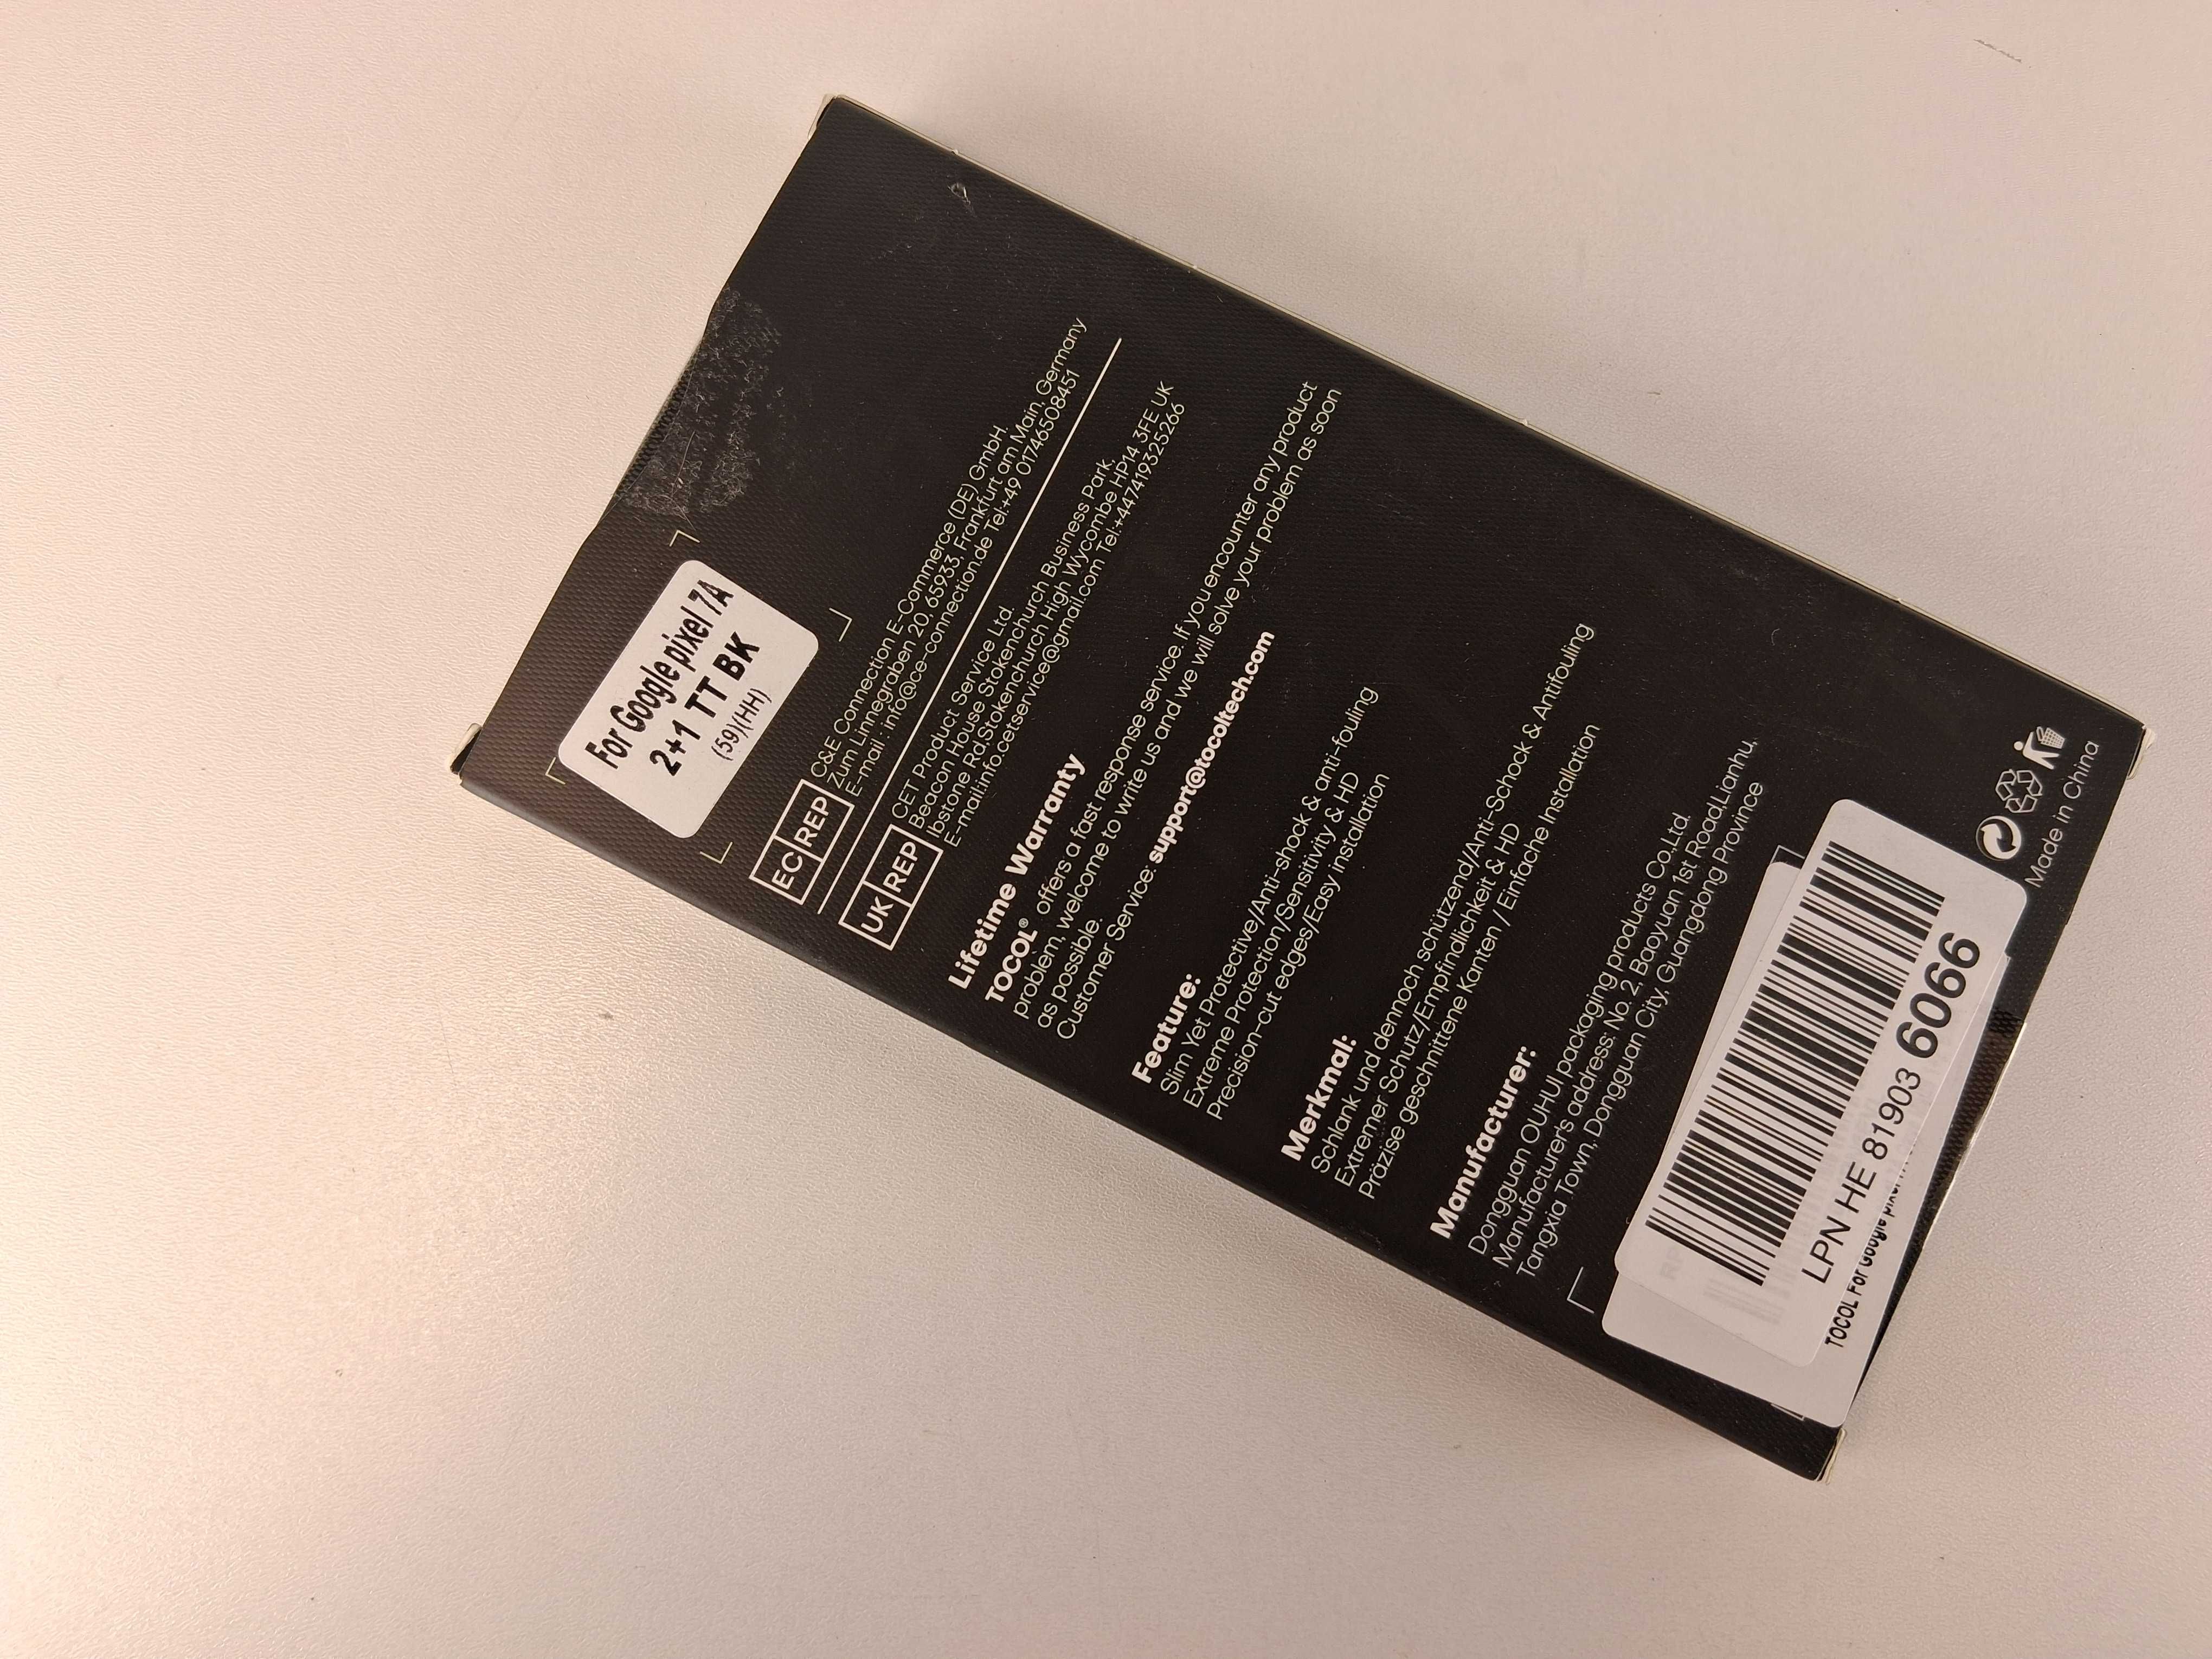 For Google pixel 7A
2+1 TT BK
(59)(HH)
EC REP
C&E Connection E-Commerce (DE) GmbH.
Zum Linnegraben 20, 65933, Frankfurt am Main, Germany
E-mail : info@ce-connection.de Tel:+49 01746508451
UK REP
CET Product Service Ltd.
Beacon House Stokenchurch Business Park,
Ibstone Rd,Stokenchurch High Wycombe HP14 3FE UK
E-mail:info.cetservice@gmail.com Tel:+447419325266
Lifetime Warranty
TOCOL® offers a fast response service. If you encounter any product
problem, welcome to write us and we will solve your problem as soon
as possible.
Customer Service: support@tocoltech.com
Feature:
Slim Yet Protective/Anti-shock & anti-fouling
Extreme Protection/Sensitivity & HD
Precision-cut edges/Easy installation
Merkmal:
Schlank und dennoch schützend/Anti-Schock & Antifouling
Extremer Schutz/Empfindlichkeit & HD
Präzise geschnittene Kanten / Einfache Installation
Manufacturer:
Dongguan OUHUI packaging products Co,Ltd.
Manufacturer's address: No. 2, Baoyuan 1st Road,Lianhu,
Tangxia Town, Dongguan City, Guangdong Province
LPN HE 81903 6066
TOCOL For Google pixel
Made in China